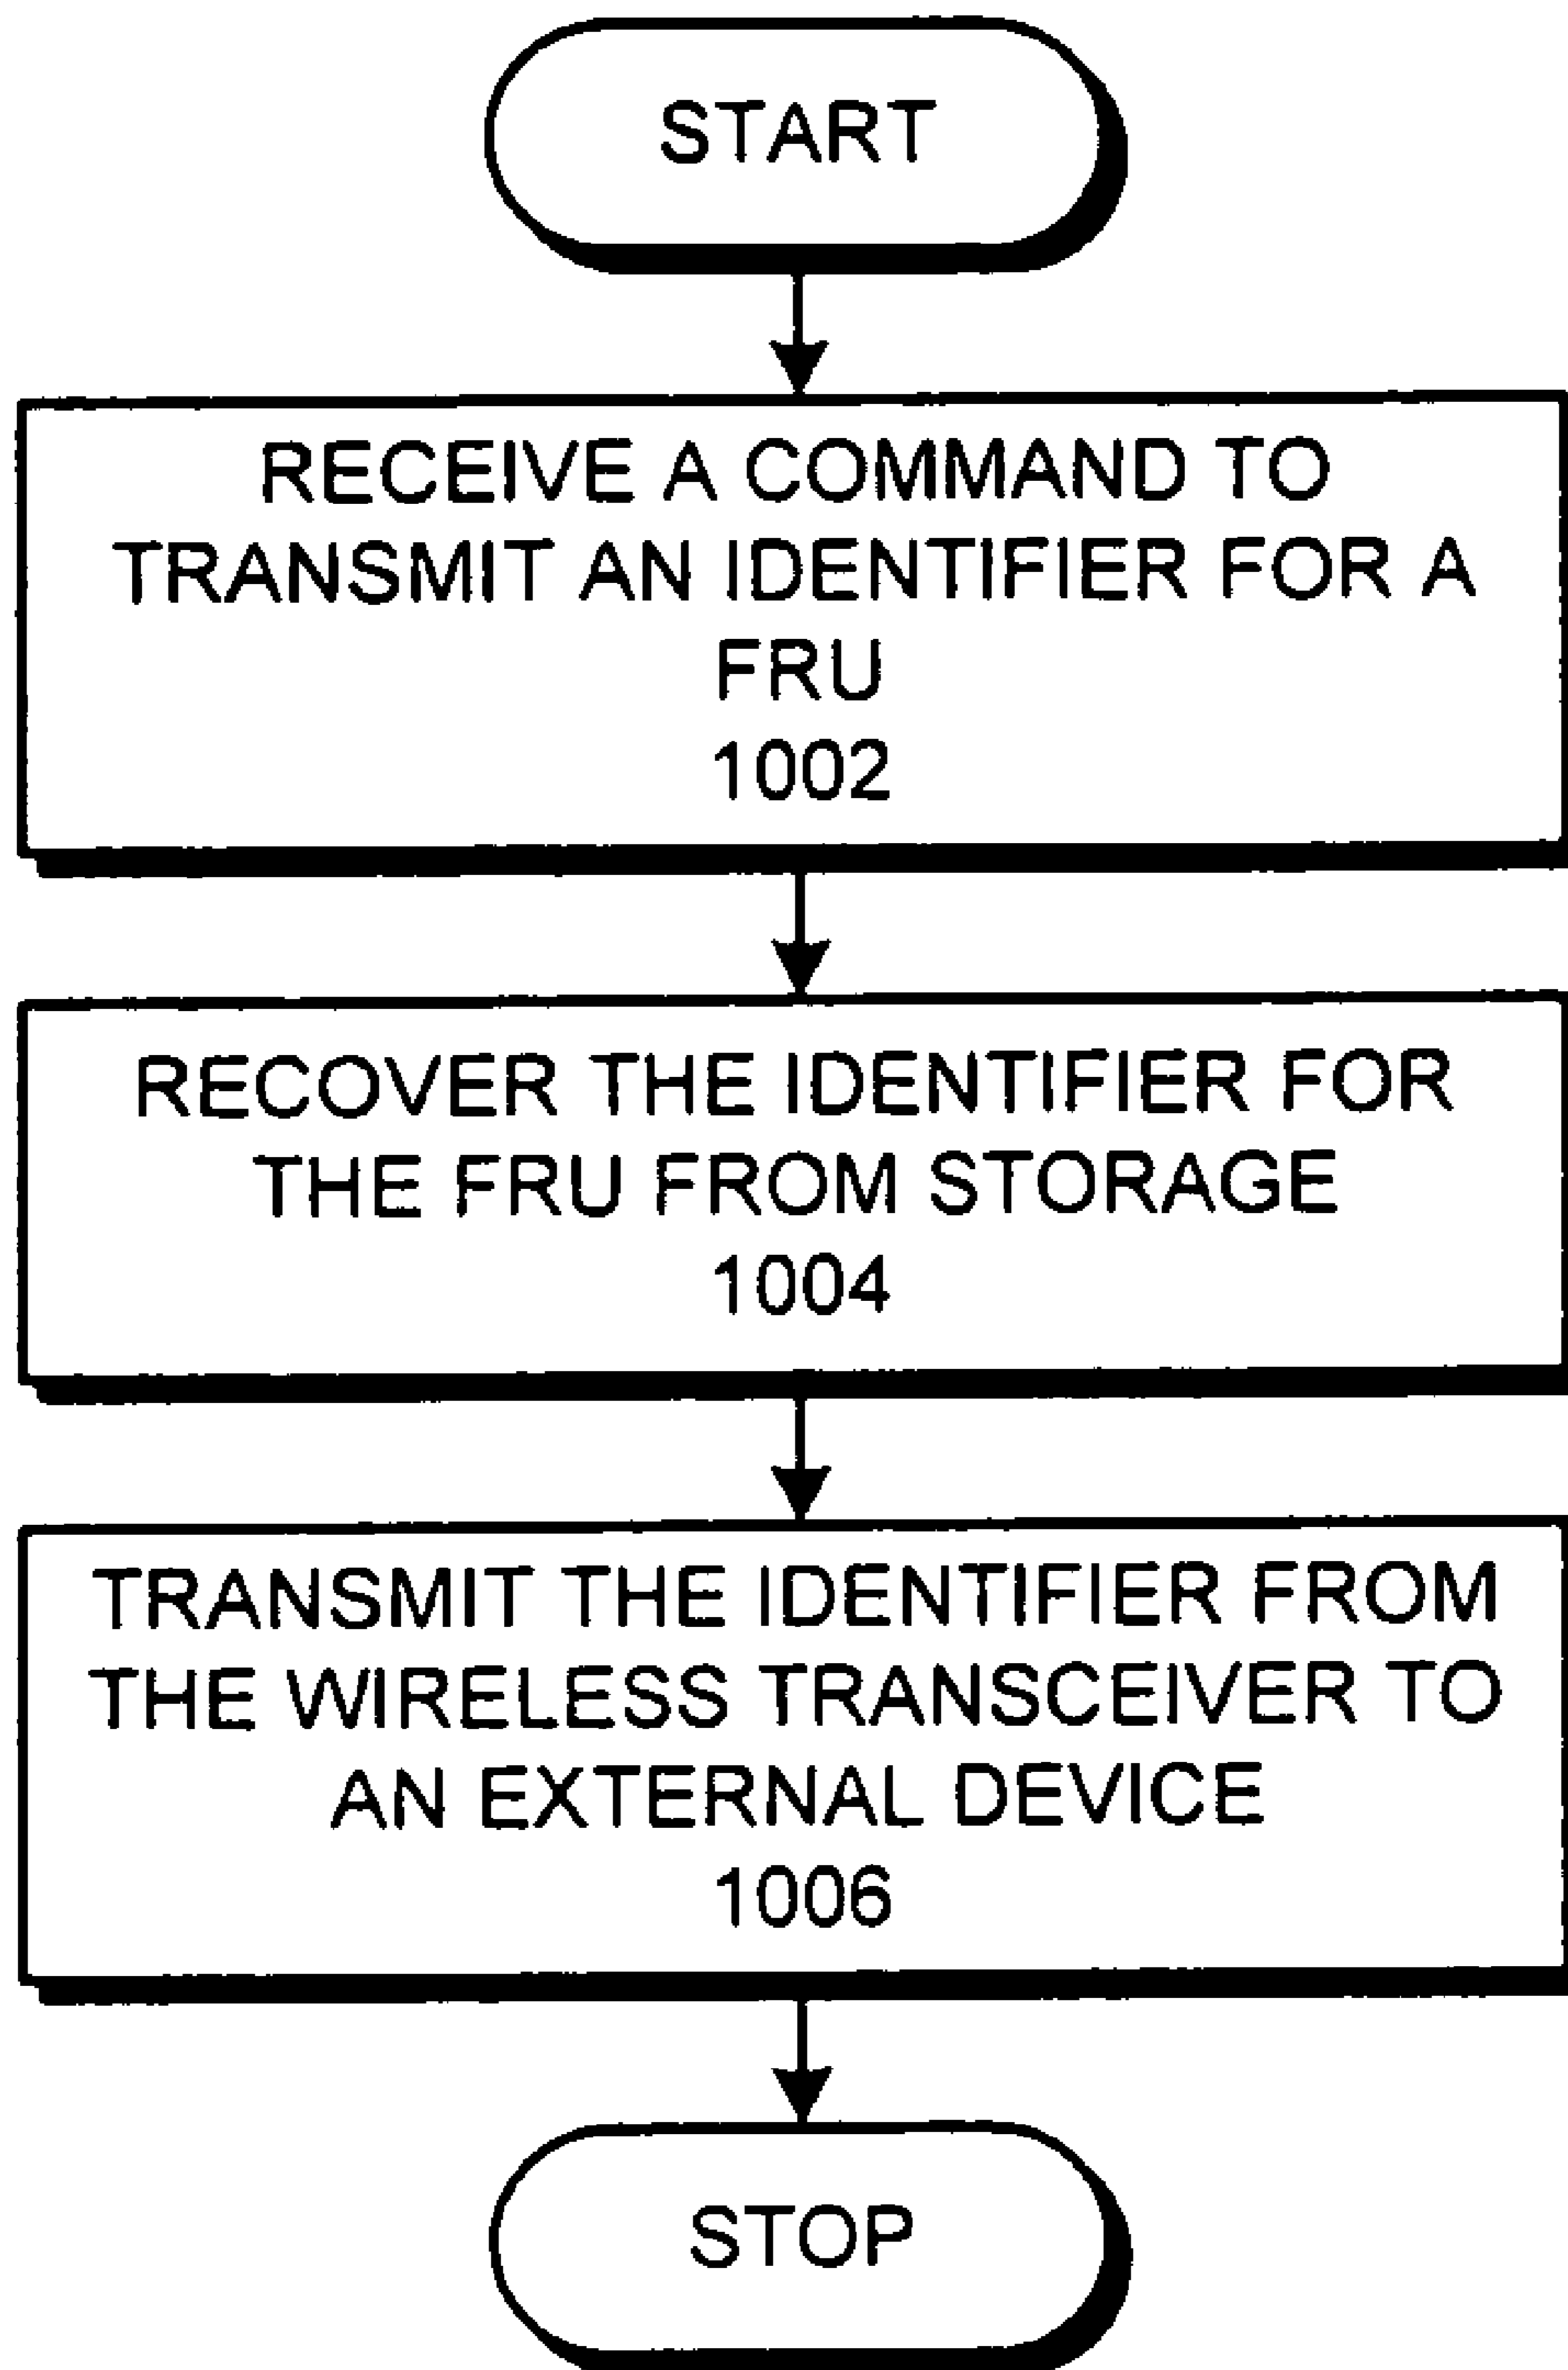 START
RECEIVE A COMMAND TO
TRANSMIT AN IDENTIFIER FOR A
FRU
1002
RECOVER THE IDENTIFIER FOR
THE FRU FROM STORAGE
1004
TRANSMIT THE IDENTIFIER FROM
THE WIRELESS TRANSCEIVER TO
AN EXTERNAL DEVICE
1006
STOP